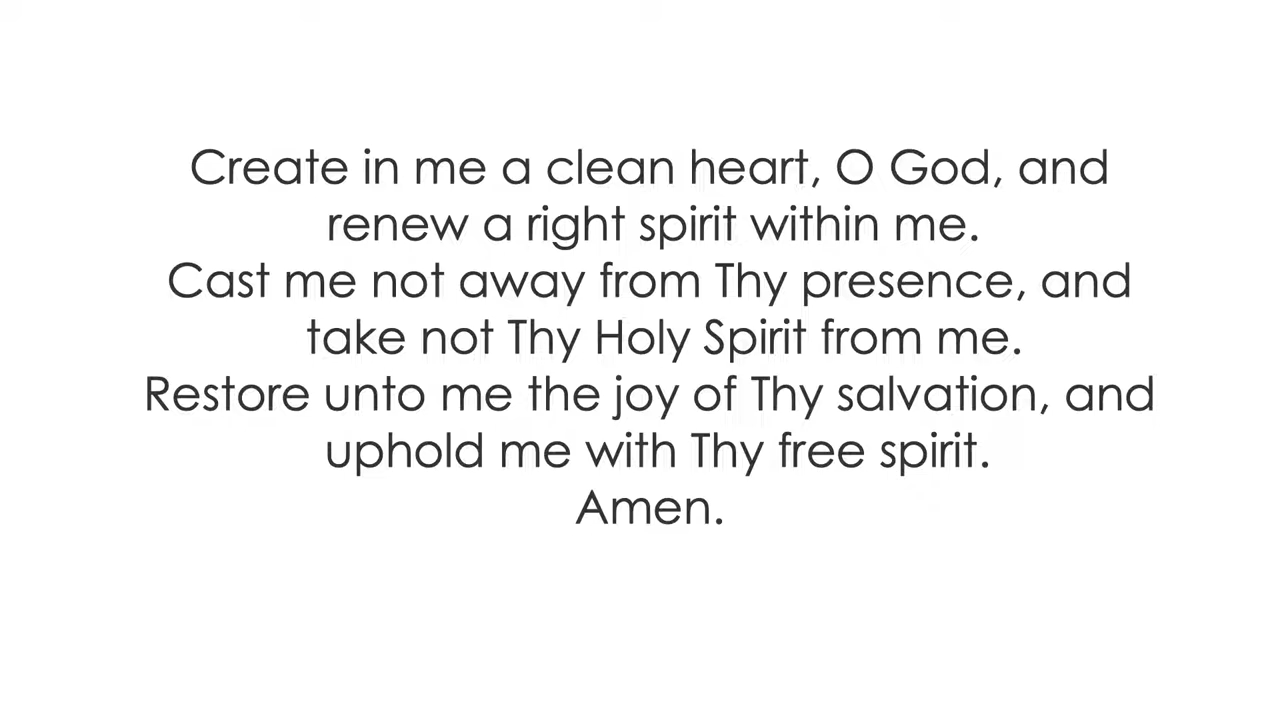 Create in me a clean heart, O God, and
renew a right spirit within me.
Cast me not away from Thy presence, and
take not Thy Holy Spirit from me.
Restore unto me the joy of Thy salvation, and
uphold me with Thy free spirit.
Amen.